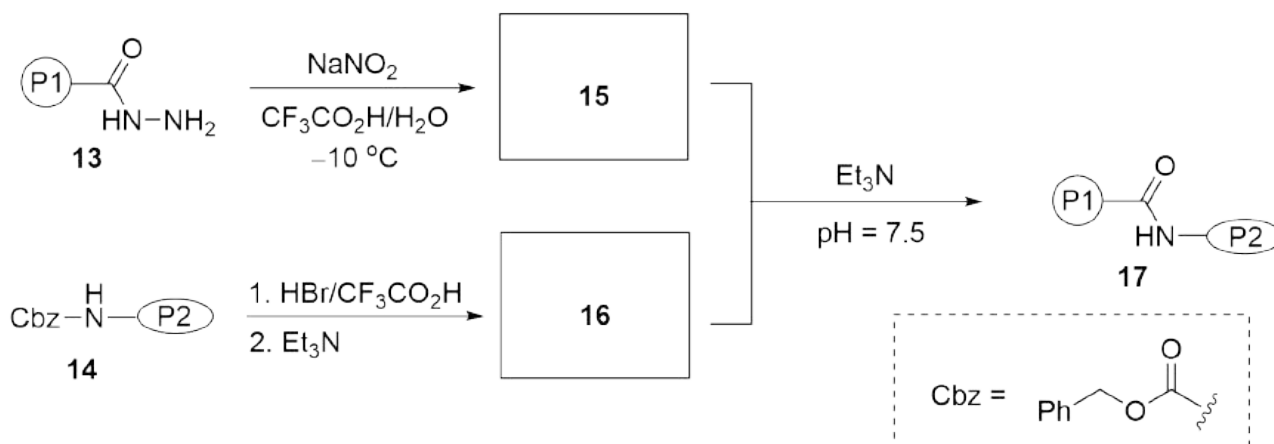 P1
O
HN–NH₂
13
NaNO₂
CF₃CO₂H/H₂O
–10 °C
15
Cbz–N
H
P2
14
1. HBr/CF₃CO₂H
2. Et₃N
16
Et₃N
pH = 7.5
P1
O
HN
P2
17
Cbz =
Ph
O
O